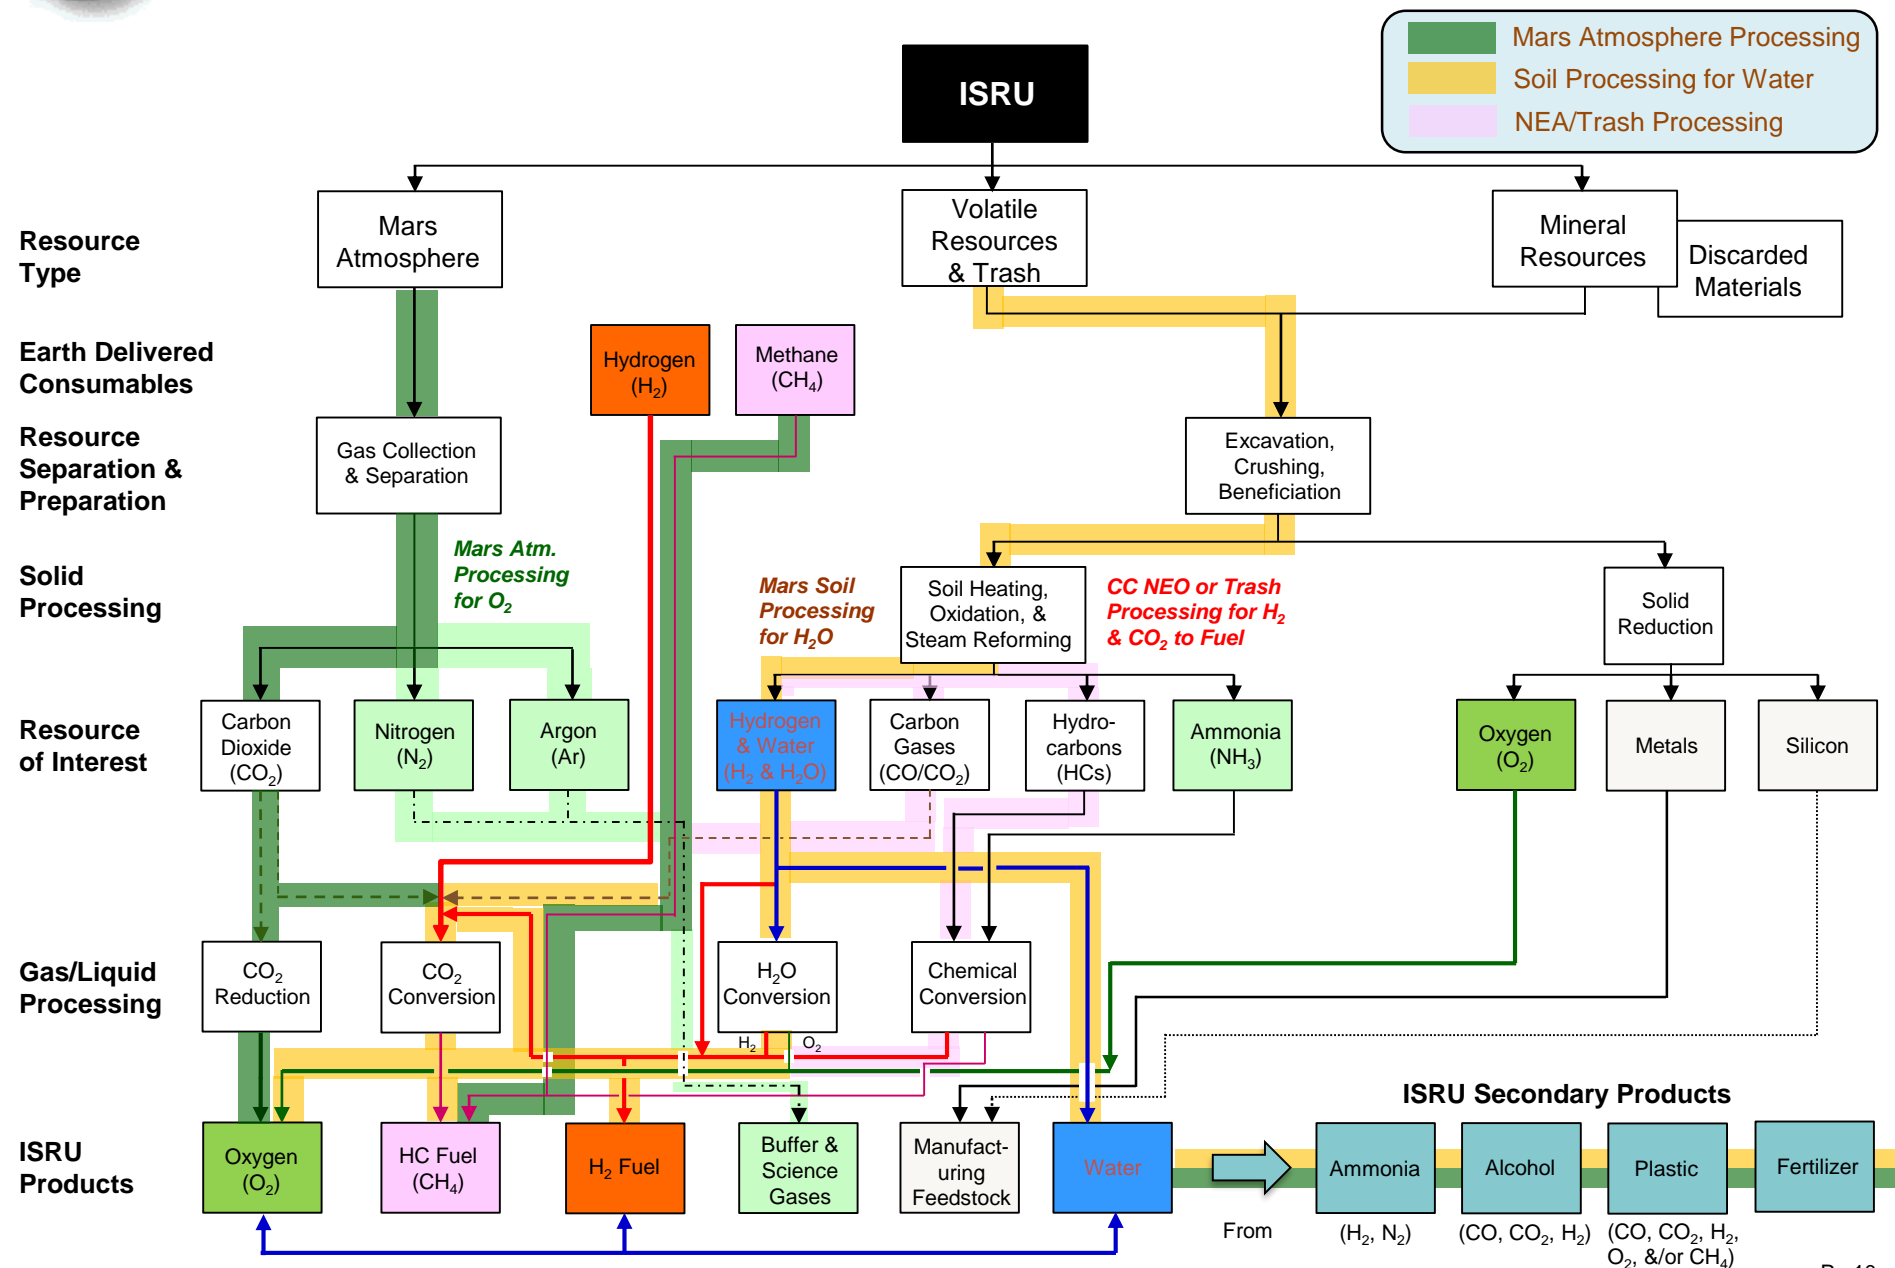 Mars Atmosphere Processing
Soil Processing for Water
NEA/Trash Processing
ISRU
Resource
Type
Mars
Atmosphere
Volatile
Resources
& Trash
Mineral
Resources
Discarded
Materials
Earth Delivered
Consumables
Hydrogen
(H₂)
Methane
(CH₄)
Resource
Separation &
Preparation
Gas Collection
& Separation
Excavation,
Crushing,
Beneficiation
Solid
Processing
Mars Atm.
Processing
for O₂
Mars Soil
Processing
for H₂O
Soil Heating,
Oxidation, &
Steam Reforming
CC NEO or Trash
Processing for H₂
& CO₂ to Fuel
Solid
Reduction
Resource
of Interest
Carbon
Dioxide
(CO₂)
Nitrogen
(N₂)
Argon
(Ar)
Hydrogen
& Water
(H₂ & H₂O)
Carbon
Gases
(CO/CO₂)
Hydro-
carbons
(HCs)
Ammonia
(NH₃)
Oxygen
(O₂)
Metals
Silicon
Gas/Liquid
Processing
CO₂
Reduction
CO₂
Conversion
H₂O
Conversion
Chemical
Conversion
H₂
O₂
ISRU Secondary Products
ISRU
Products
Oxygen
(O₂)
HC Fuel
(CH₄)
H₂ Fuel
Buffer &
Science
Gases
Manufact-
uring
Feedstock
Water
Ammonia
Alcohol
Plastic
Fertilizer
From
(H₂, N₂)
(CO, CO₂, H₂)
(CO, CO₂, H₂,
O₂, &/or CH₄)